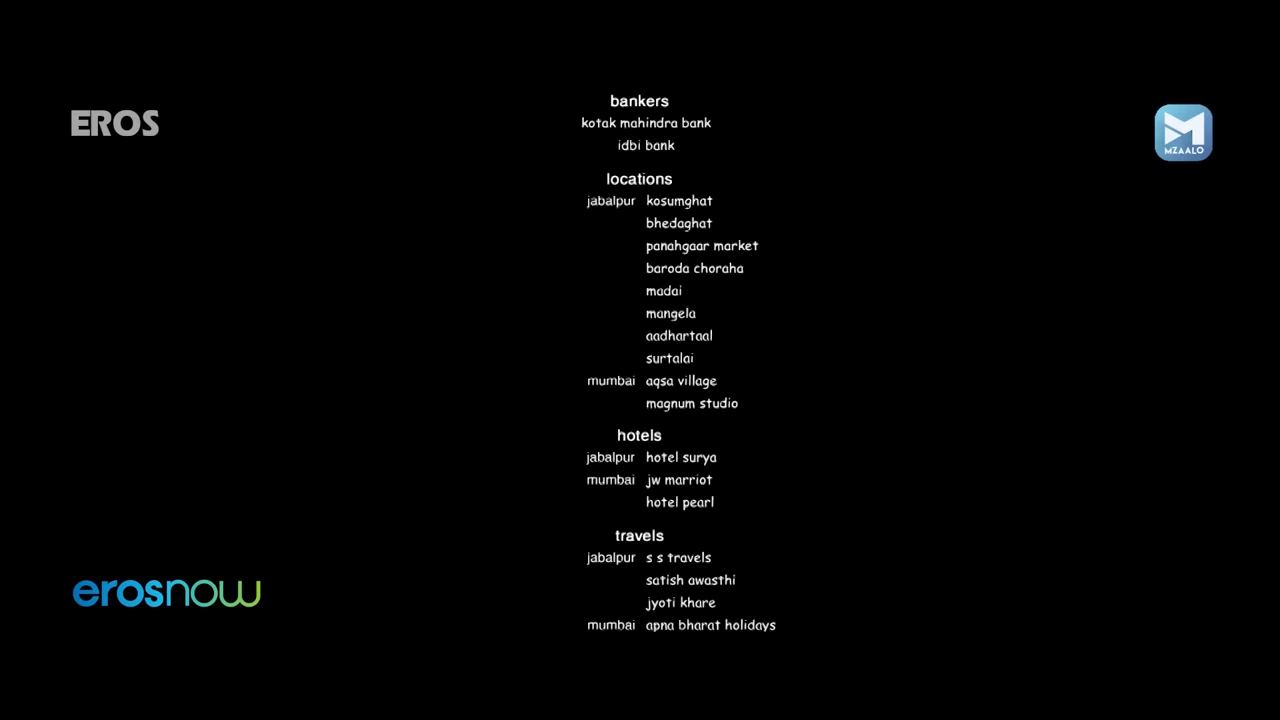 EROS
MZAALO
bankers
kotak mahindra bank
idbi bank
locations
jabalpur kosumghat
bhedaghat
panahgaar market
baroda choraha
madai
mangela
aadhartaal
surtalai
mumbai aqsa village
magnum studio
hotels
jabalpur hotel surya
mumbai jw marriot
hotel pearl
travels
jabalpur s s travels
satish awasthi
jyoti khare
mumbai apna bharat holidays
erosnow